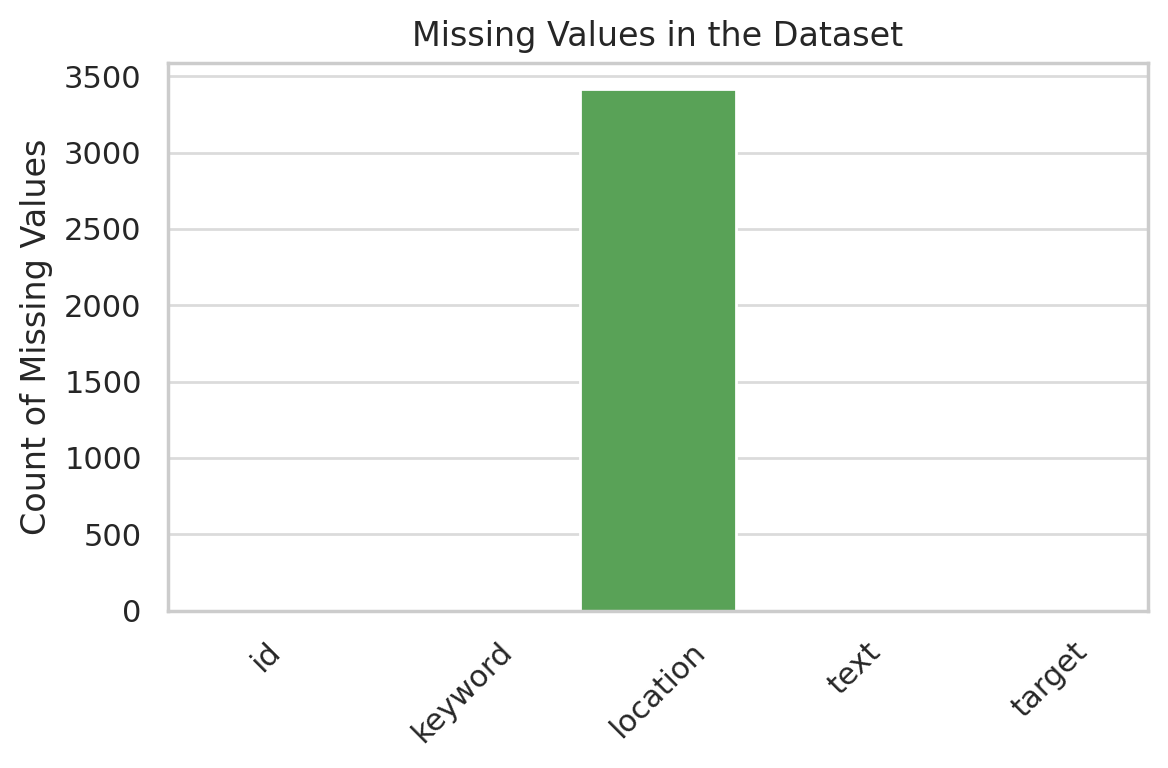 Missing Values in the Dataset
Count of Missing Values
3500
3000
2500
2000
1500
1000
500
0
id
keyword
location
text
target